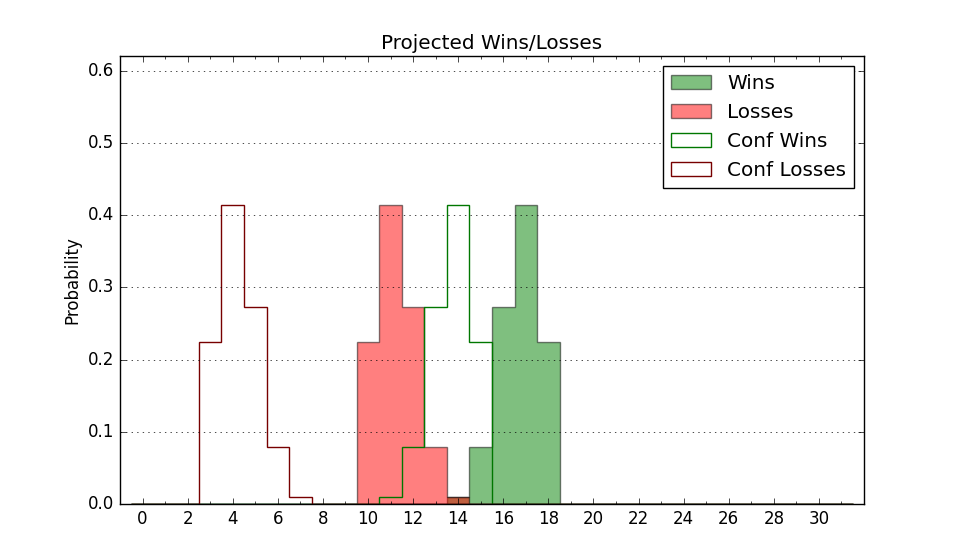 Projected Wins/Losses
0.6
0.5
0.4
0.3
0.2
0.1
0.0
Probability
Wins
Losses
Conf Wins
Conf Losses
0 2 4 6 8 10 12 14 16 18 20 22 24 26 28 30